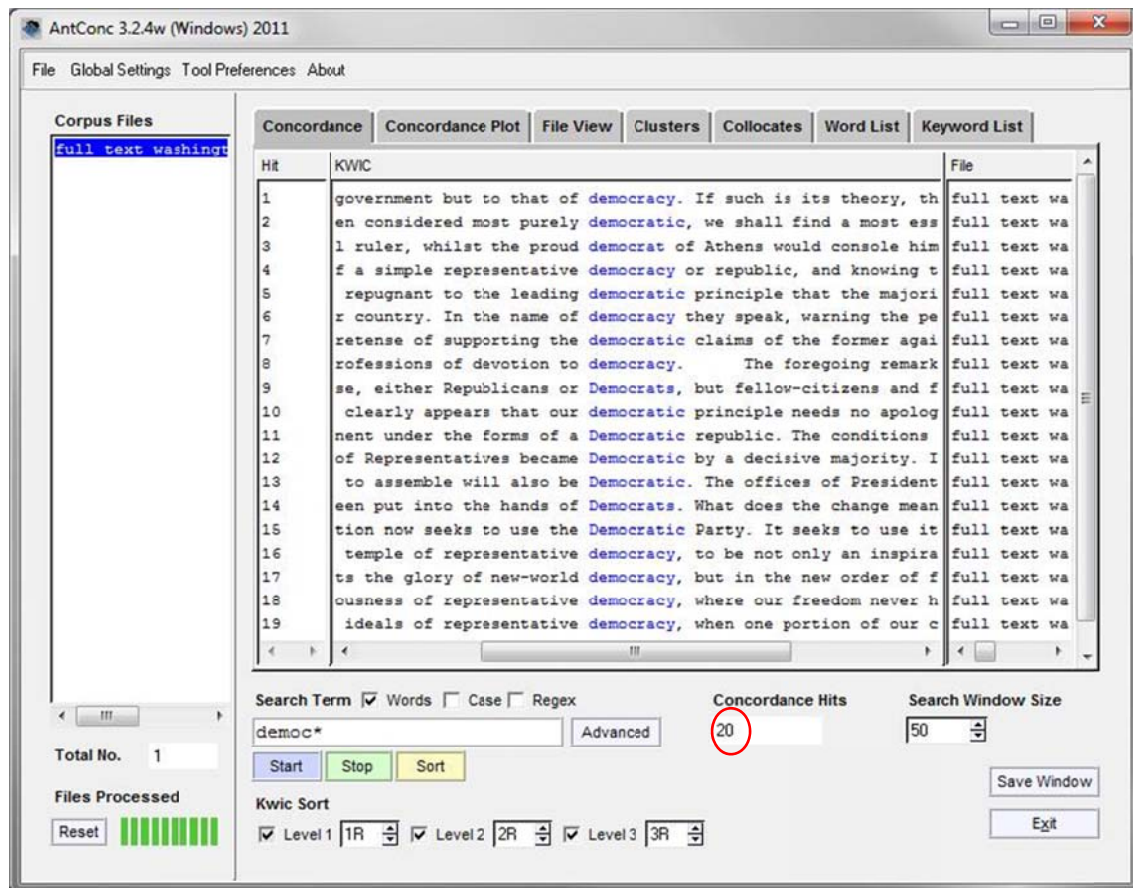 AntConc 3.2.4w (Windows) 2011
File Global Settings Tool Preferences About
Corpus Files
full text washingt
Concordance Concordance Plot File View Clusters Collocates Word List Keyword List
Hit KWIC File
1 government but to that of democracy. If such is its theory, th full text wa
2 en considered most purely democratic, we shall find a most ess full text wa
3 l ruler, whilst the proud democrat of Athens would console him full text wa
4 f a simple representative democracy or republic, and knowing t full text wa
5 repugnant to the leading democratic principle that the majori full text wa
6 r country. In the name of democracy they speak, warning the pe full text wa
7 retense of supporting the democratic claims of the former agai full text wa
8 rofessions of devotion to democracy. The foregoing remark full text wa
9 se, either Republicans or Democrats, but fellow-citizens and f full text wa
10 clearly appears that our democratic principle needs no apolog full text wa
11 nent under the forms of a Democratic republic. The conditions full text wa
12 of Representatives became Democratic by a decisive majority. I full text wa
13 to assemble will also be Democratic. The offices of President full text wa
14 een put into the hands of Democrats. What does the change mean full text wa
15 tion now seeks to use the Democratic Party. It seeks to use it full text wa
16 temple of representative democracy, to be not only an inspira full text wa
17 ts the glory of new-world democracy, but in the new order of f full text wa
18 ousness of representative democracy, where our freedom never h full text wa
19 ideals of representative democracy, when one portion of our c full text wa
Search Term Words Case Regex Concordance Hits Search Window Size
democ* Advanced 20 50
Total No. 1
Start Stop Sort
Save Window
Files Processed
Kwic Sort
Reset
Level 1 1R Level 2 2R Level 3 3R
Exit